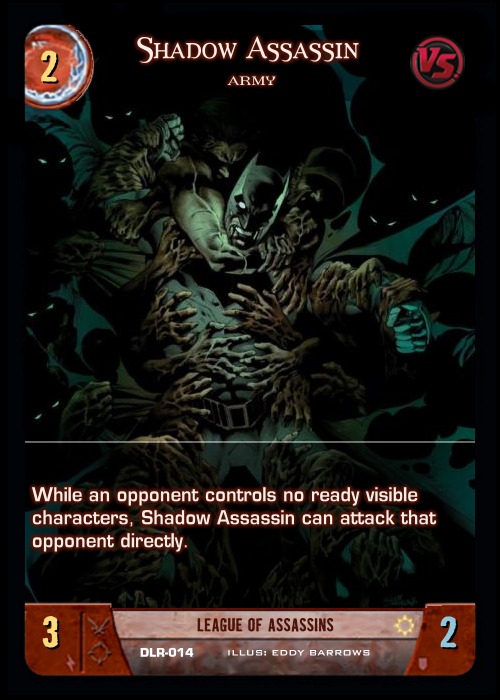 2
SHADOW ASSASSIN
VS.
ARMY
While an opponent controls no ready visible
characters, Shadow Assassin can attack that
opponent directly.
3
LEAGUE OF ASSASSINS
2
DLR-014 ILLUS: EDDY BARROWS